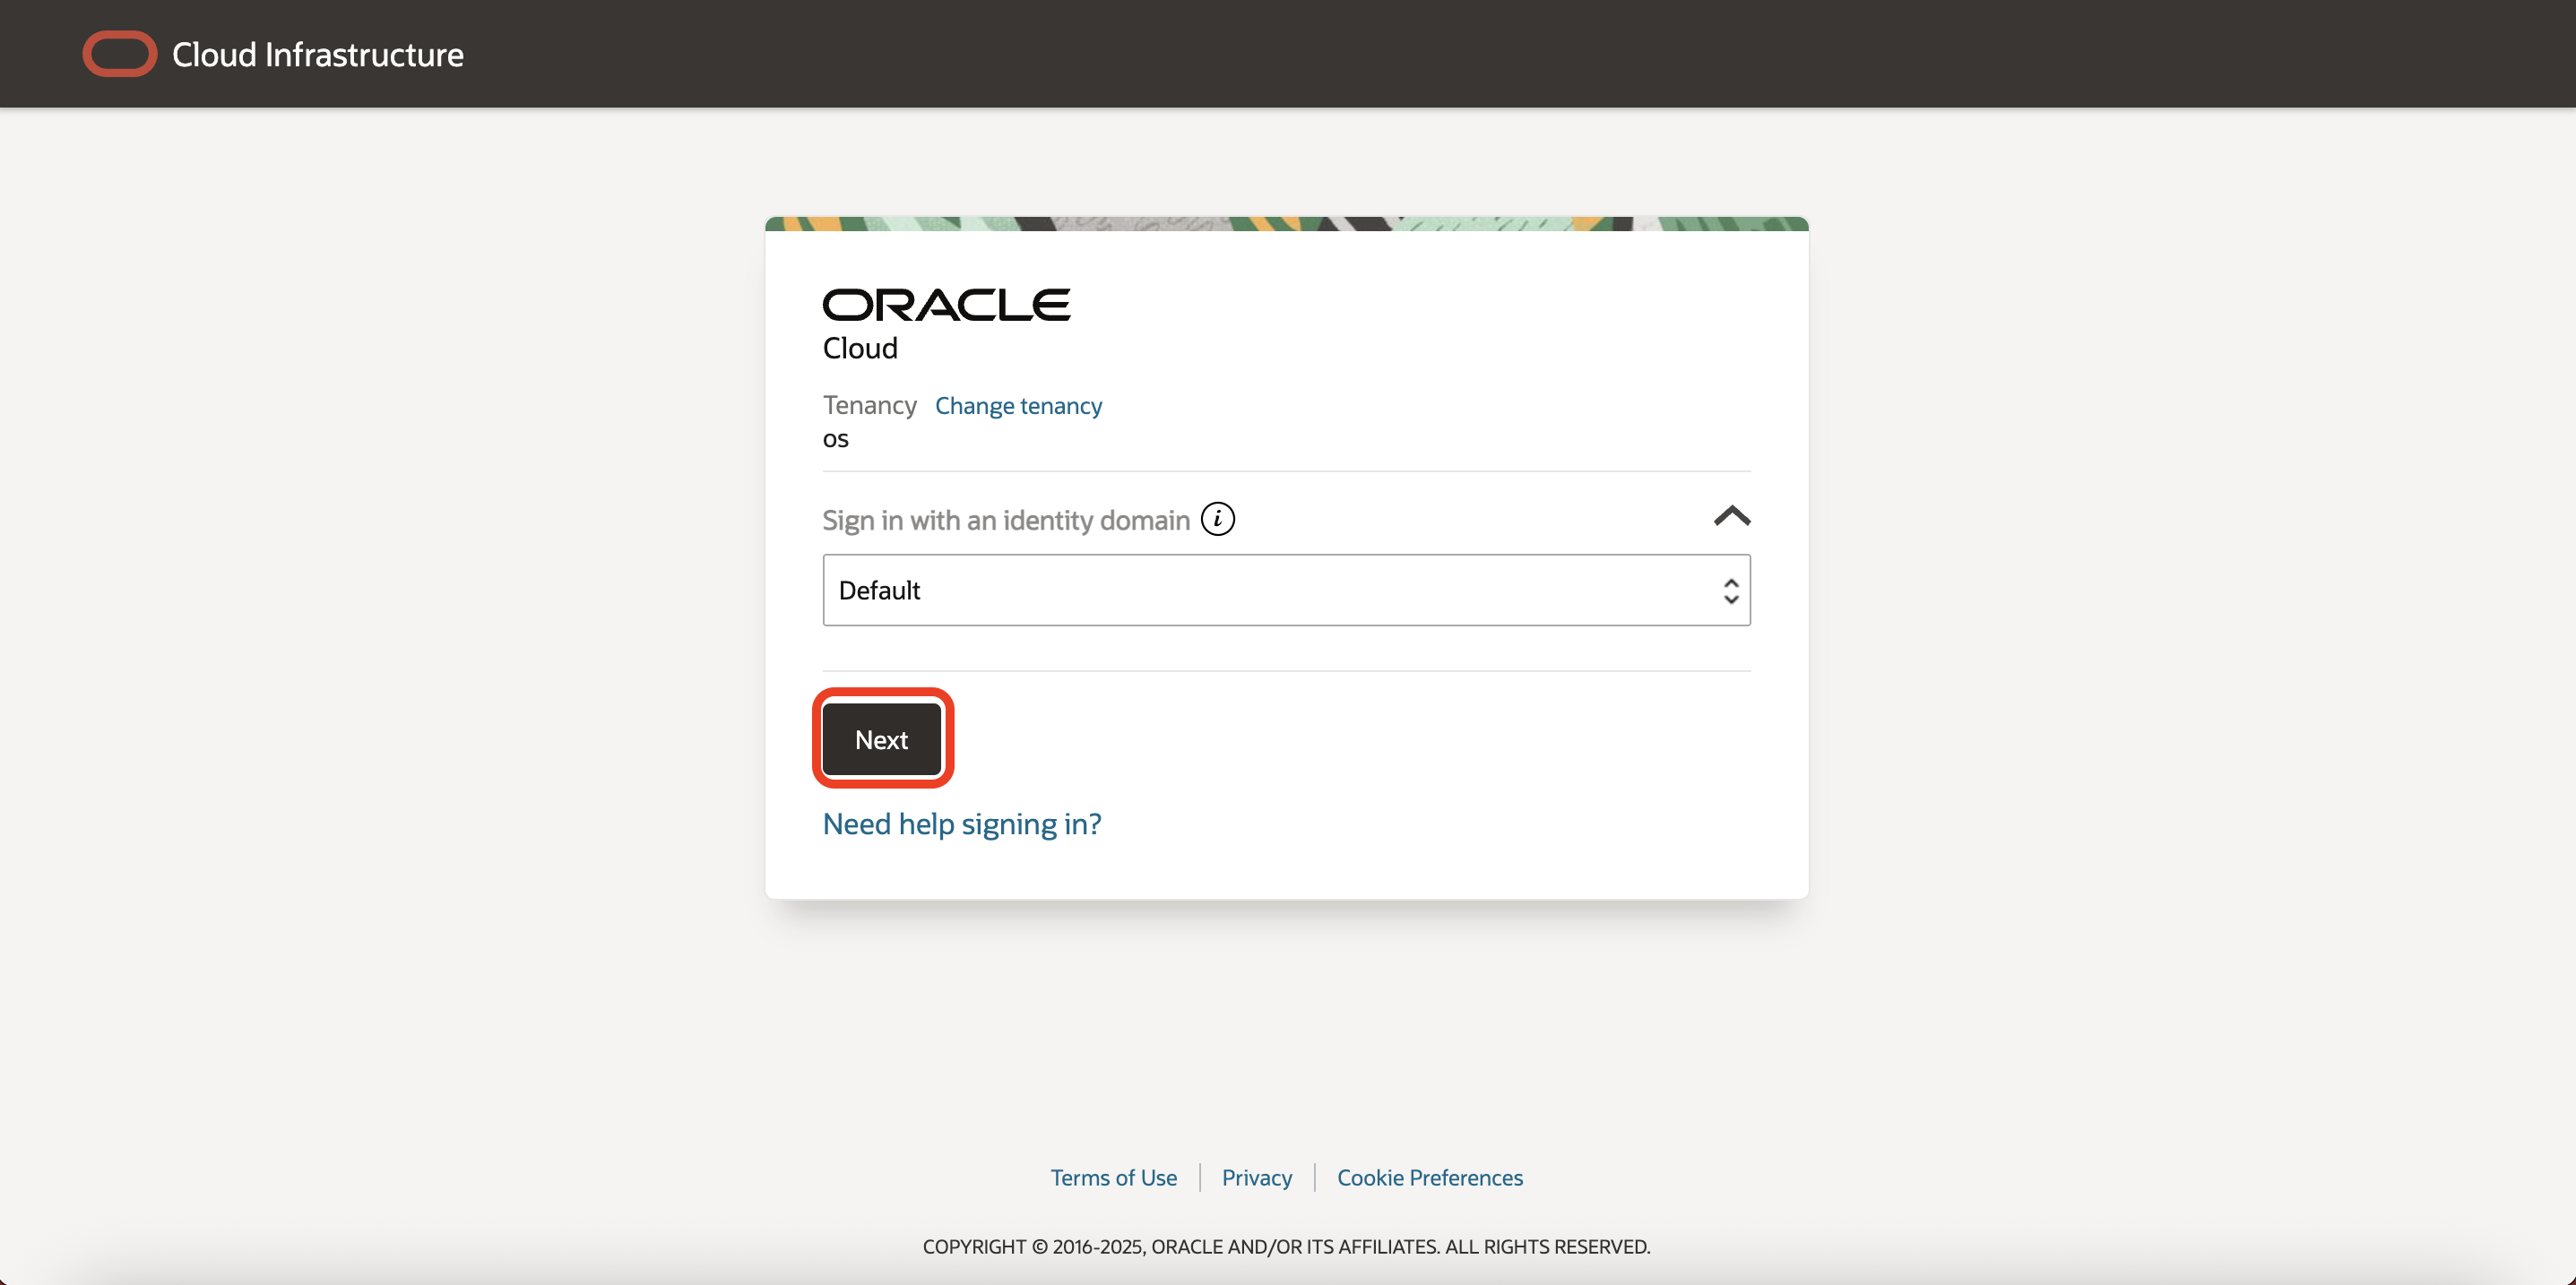 Cloud Infrastructure
ORACLE
Cloud
Tenancy Change tenancy
os
Sign in with an identity domain i
Default
Next
Need help signing in?
Terms of Use Privacy Cookie Preferences
COPYRIGHT © 2016-2025, ORACLE AND/OR ITS AFFILIATES. ALL RIGHTS RESERVED.